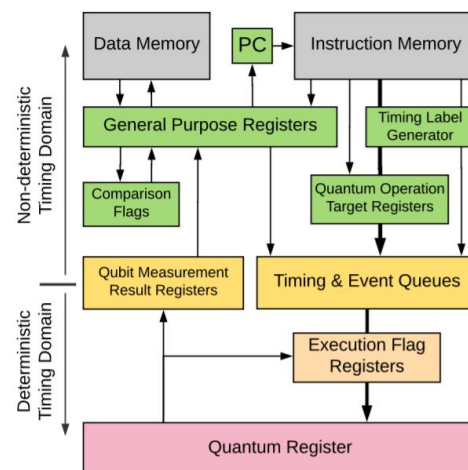 Data Memory
PC
Instruction Memory
General Purpose Registers
Timing Label
Generator
Comparison
Flags
Quantum Operation
Target Registers
Qubit Measurement
Result Registers
Timing & Event Queues
Execution Flag
Registers
Quantum Register
Non-deterministic
Timing Domain
Deterministic
Timing Domain